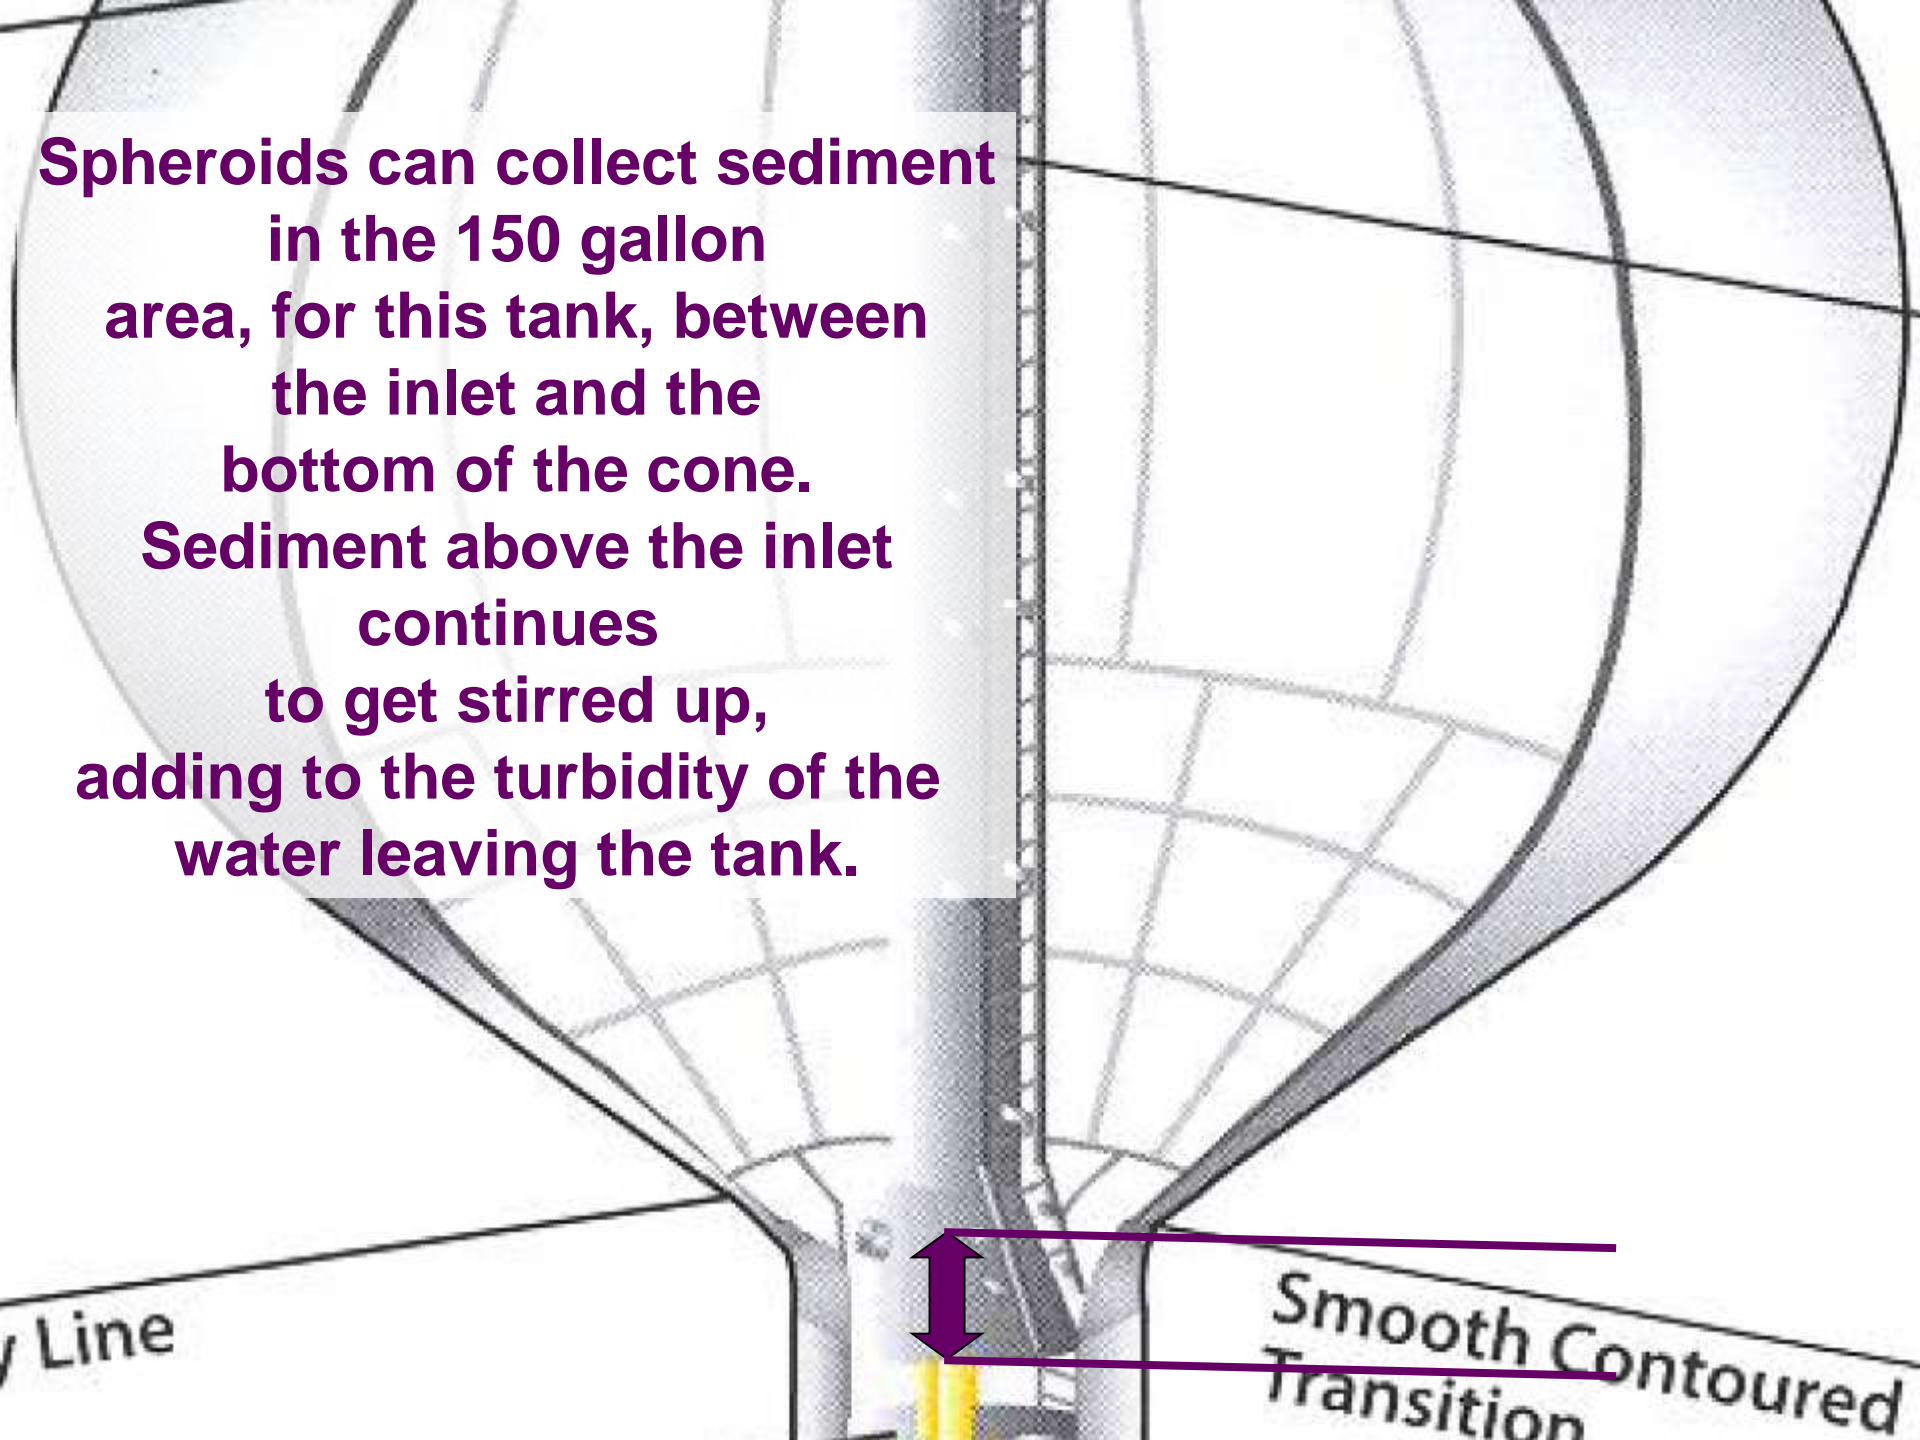 Spheroids can collect sediment
in the 150 gallon
area, for this tank, between
the inlet and the
bottom of the cone.
Sediment above the inlet
continues
to get stirred up,
adding to the turbidity of the
water leaving the tank.
y Line
Smooth Contoured
Transition